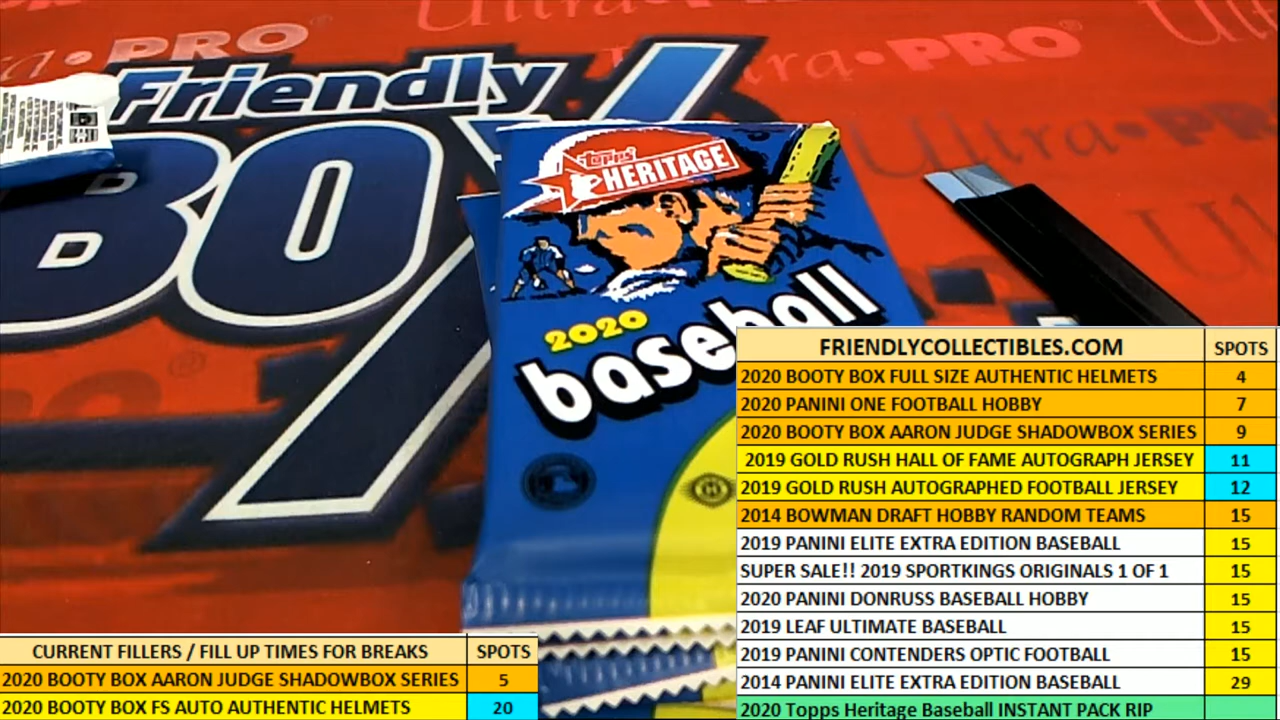 Ultra•PRO
Ultra
Ultra•PRO
Ultra•PRO
Friendly
BOX
Topps
HERITAGE
2020
baseball
FRIENDLYCOLLECTIBLES.COM SPOTS
2020 BOOTY BOX FULL SIZE AUTHENTIC HELMETS 4
2020 PANINI ONE FOOTBALL HOBBY 7
2020 BOOTY BOX AARON JUDGE SHADOWBOX SERIES 9
2019 GOLD RUSH HALL OF FAME AUTOGRAPH JERSEY 11
2019 GOLD RUSH AUTOGRAPHED FOOTBALL JERSEY 12
2014 BOWMAN DRAFT HOBBY RANDOM TEAMS 15
2019 PANINI ELITE EXTRA EDITION BASEBALL 15
SUPER SALE!! 2019 SPORTKINGS ORIGINALS 1 OF 1 15
2020 PANINI DONRUSS BASEBALL HOBBY 15
2019 LEAF ULTIMATE BASEBALL 15
2019 PANINI CONTENDERS OPTIC FOOTBALL 15
2014 PANINI ELITE EXTRA EDITION BASEBALL 29
2020 Topps Heritage Baseball INSTANT PACK RIP
CURRENT FILLERS / FILL UP TIMES FOR BREAKS SPOTS
2020 BOOTY BOX AARON JUDGE SHADOWBOX SERIES 5
2020 BOOTY BOX FS AUTO AUTHENTIC HELMETS 20